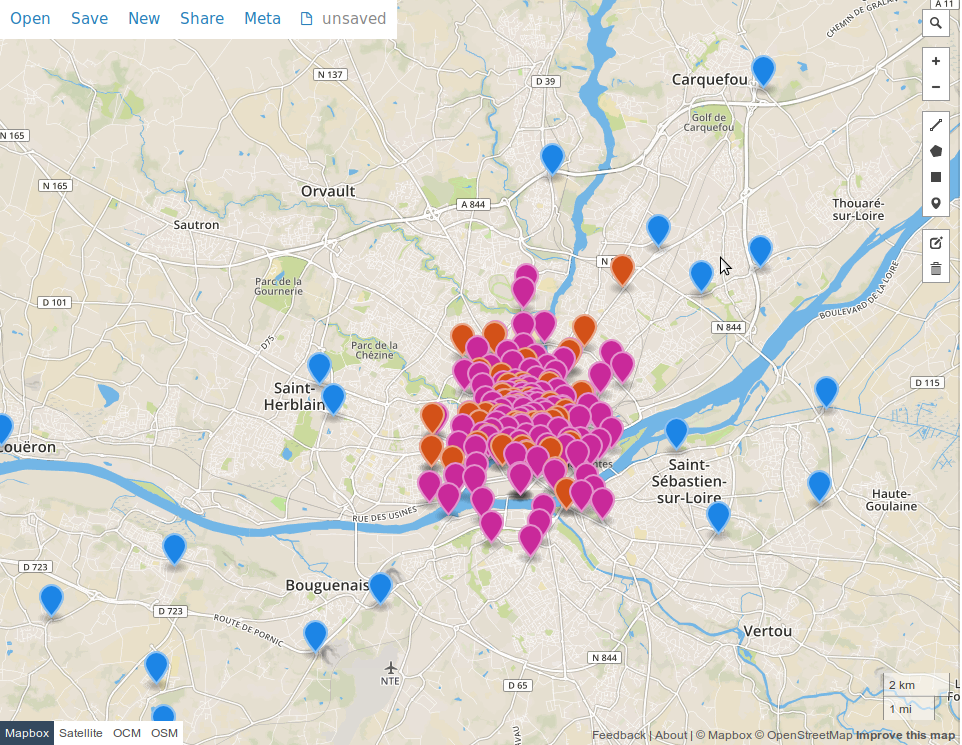 Open Save New Share Meta unsaved
A 11
CHEMIN DE GRALA
N 137
D 39
Carquefou
Golf de
Carquefou
N 165
N 165
Orvault
A 844
Thouaré-
sur-Loire
Sautron
Parc de la
Gournerie
D 101
BOULEVARD DE LA LOIRE
N 844
D75
Parc de la
Chézine
D 115
Saint-
Herblain
ouëron
ntes
Saint-
Sébastien-
sur-Loire
Haute-
Goulaine
RUE DES USINES
D 723
Bouguenais
D 723
ROUTE DE PORNIC
Vertou
N 844
NTE
D 65
2 km
1 mi
Mapbox Satellite OCM OSM
Feedback | About | © Mapbox © OpenStreetMap Improve this map